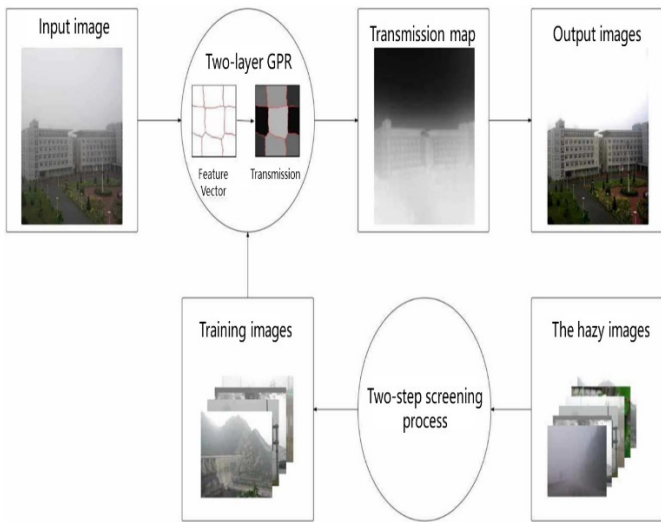 Input image
Two-layer GPR
Feature
Vector
Transmission
Transmission map
Output images
Training images
Two-step screening
process
The hazy images